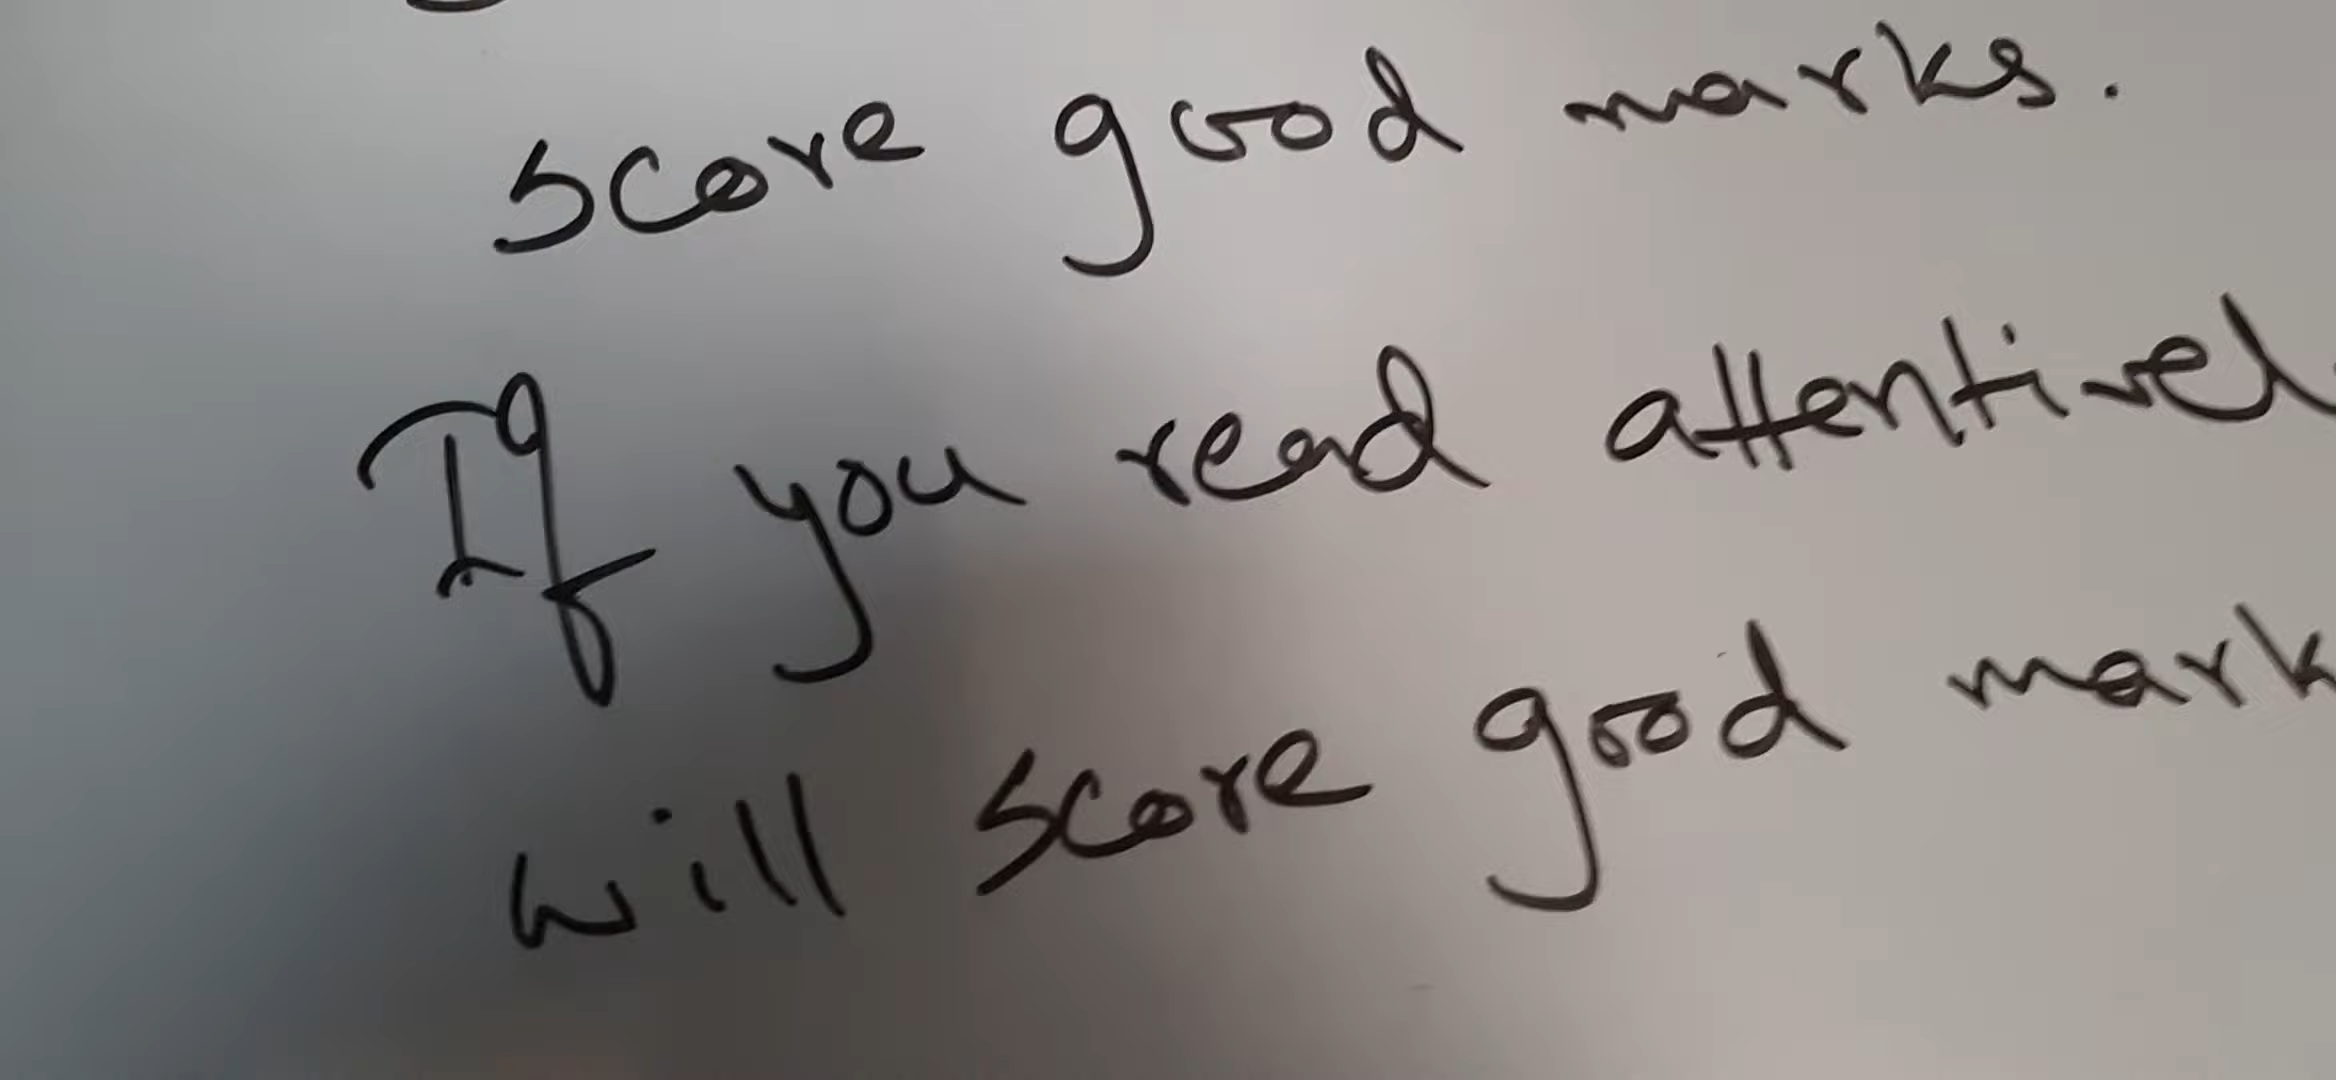 score good marks.
If you read attentivel
will score good mark